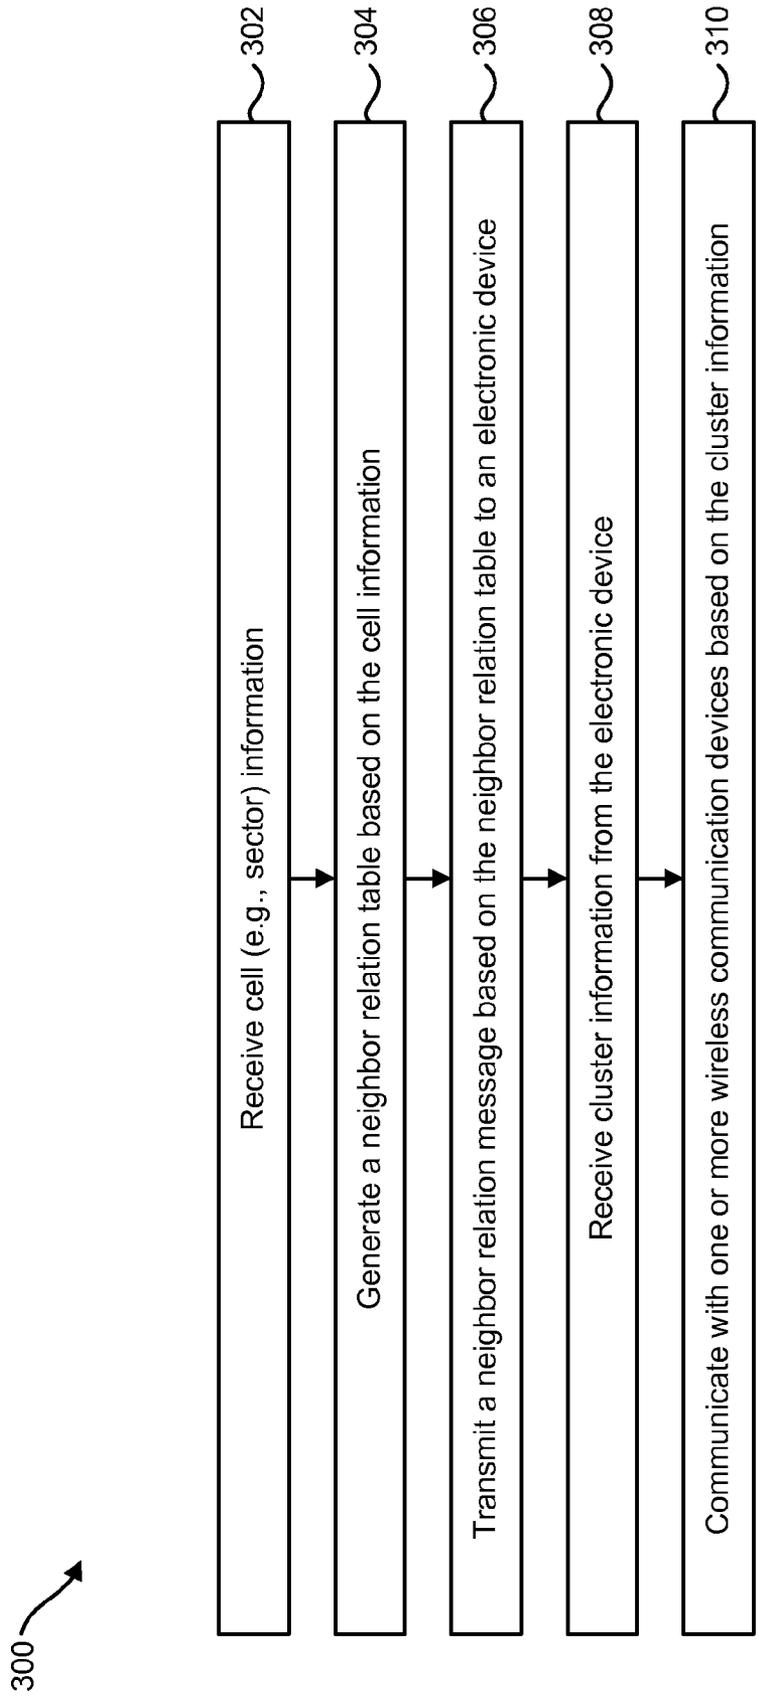 300
Receive cell (e.g., sector) information
302
Generate a neighbor relation table based on the cell information
304
Transmit a neighbor relation message based on the neighbor relation table to an electronic device
306
Receive cluster information from the electronic device
308
Communicate with one or more wireless communication devices based on the cluster information
310